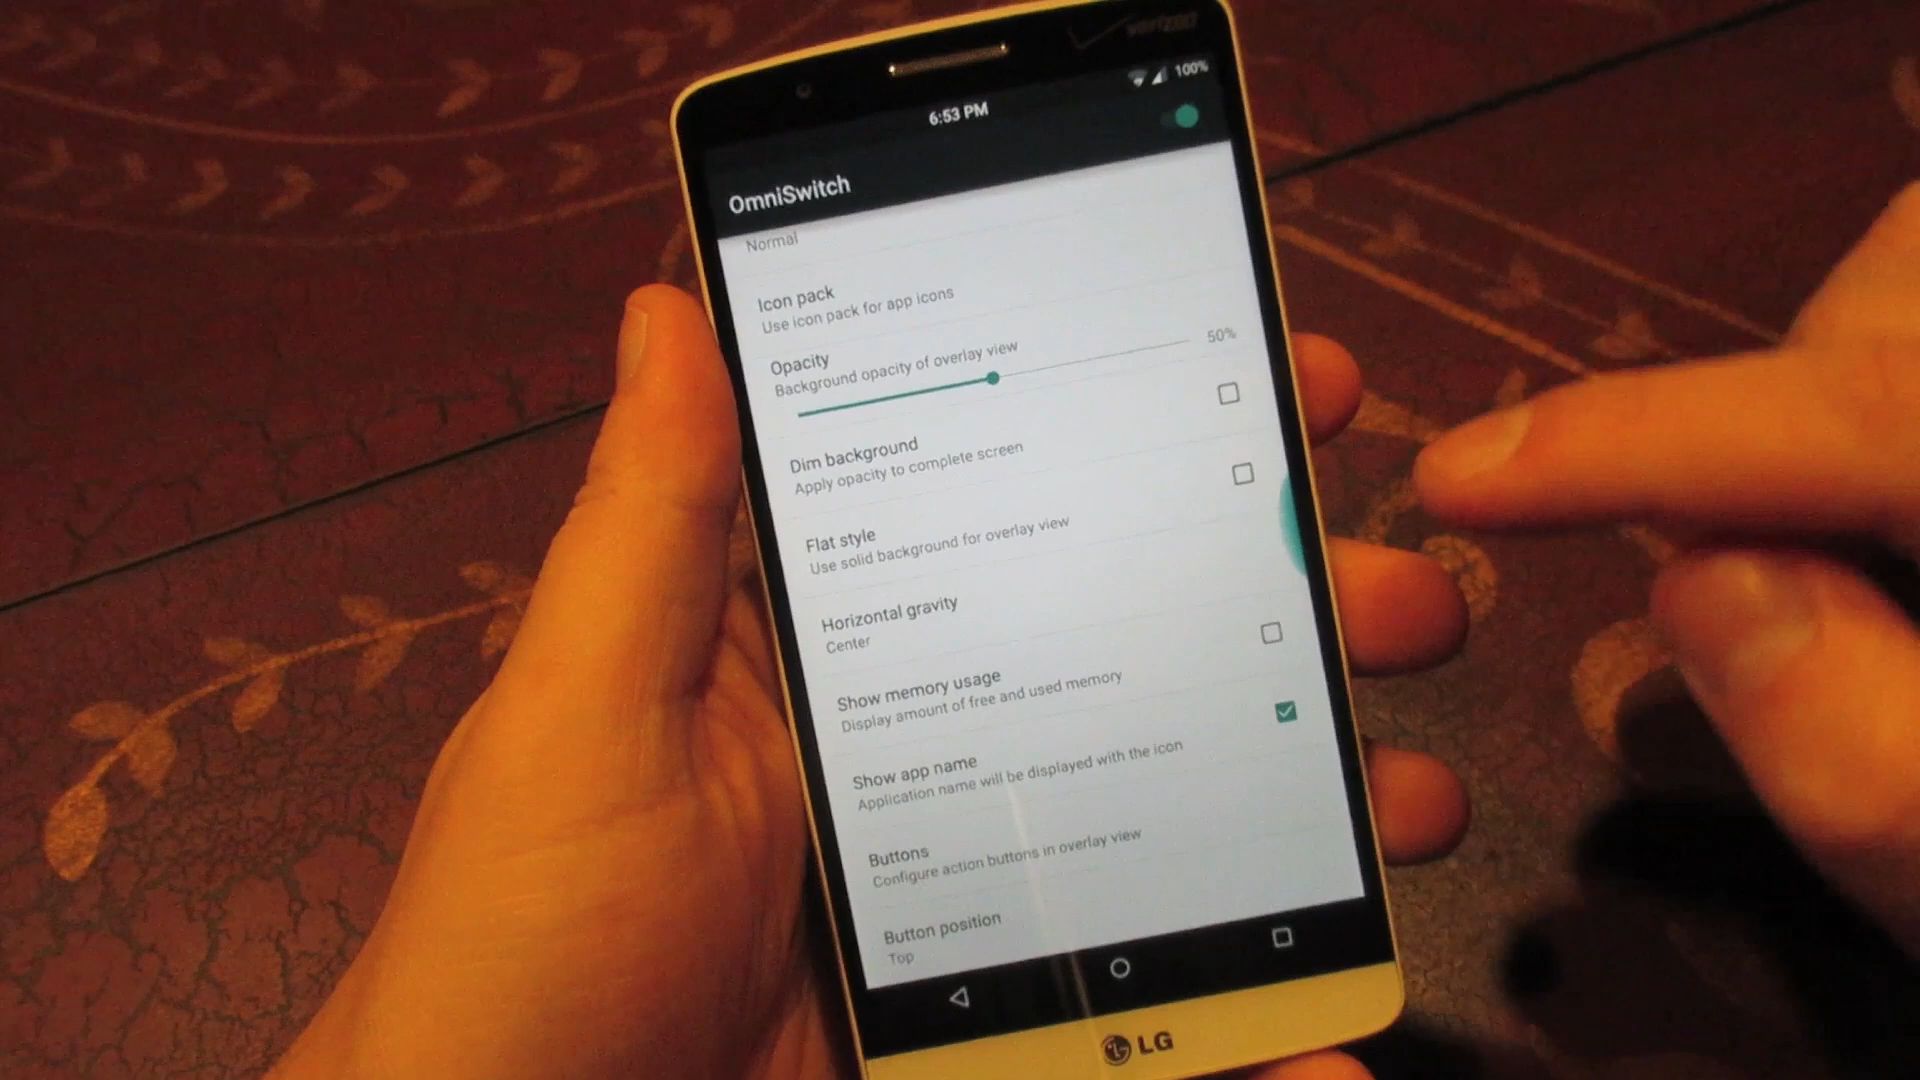 verizon
100%
6:53 PM
OmniSwitch
Normal
Icon pack
Use icon pack for app icons
Opacity
Background opacity of overlay view
50%
Dim background
Apply opacity to complete screen
Flat style
Use solid background for overlay view
Horizontal gravity
Center
Show memory usage
Display amount of free and used memory
Show app name
Application name will be displayed with the icon
Buttons
Configure action buttons in overlay view
Button position
Top
LG